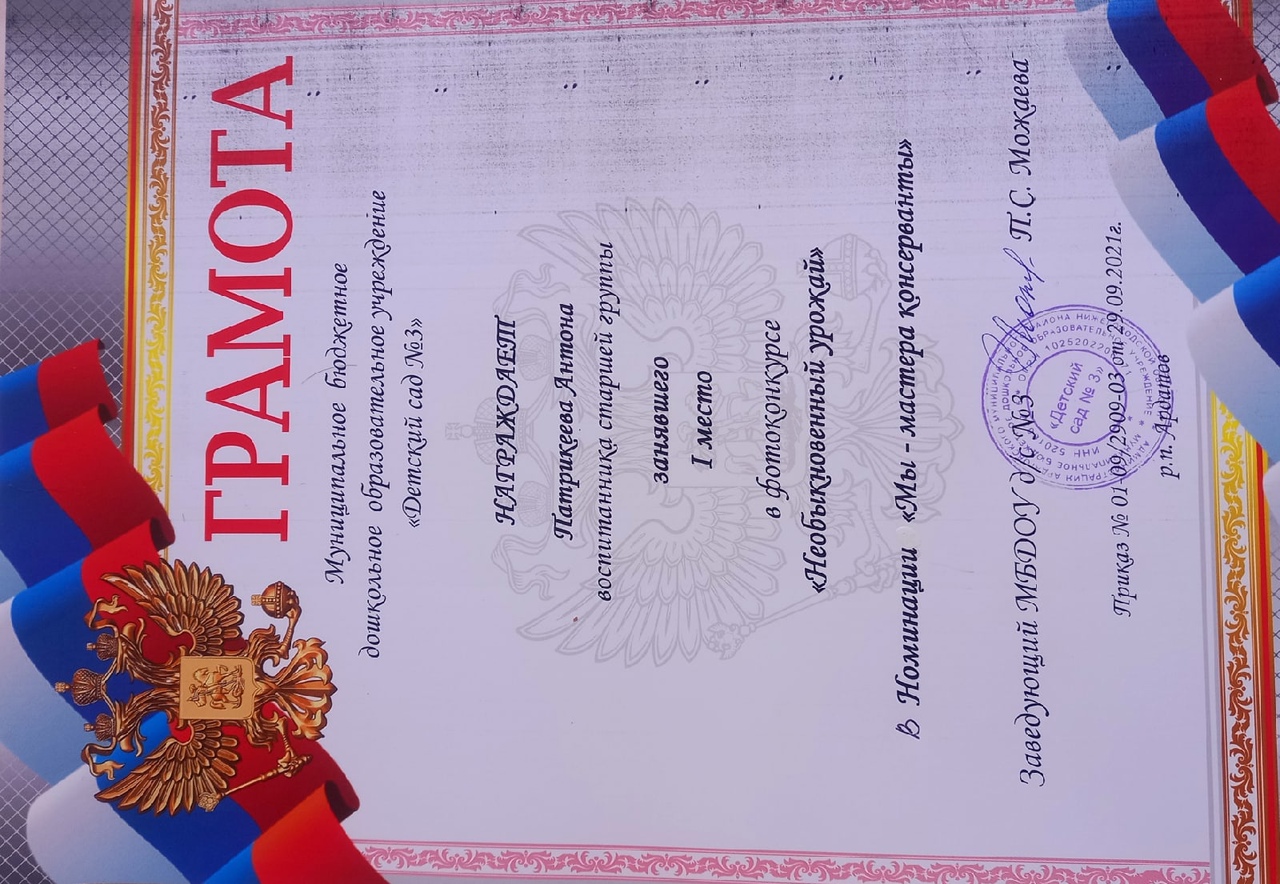 ГРАМОТА
Муниципальное бюджетное
дошкольное образовательное учреждение
«Детский сад №3»
НАГРАЖДАЕТ
Патрикеева Антона
воспитанника старшей группы
занявшего
I место
в фотоконкурсе
«Необыкновенный урожай»
В Номинации «Мы - мастера консерванты»
Заведующий МБДОУ д/с №3 П.С. Можаева
Приказ № 01-09/2909-03 от 29.09.2021г.
р.п. Ардатов
«Детский
сад № 3»